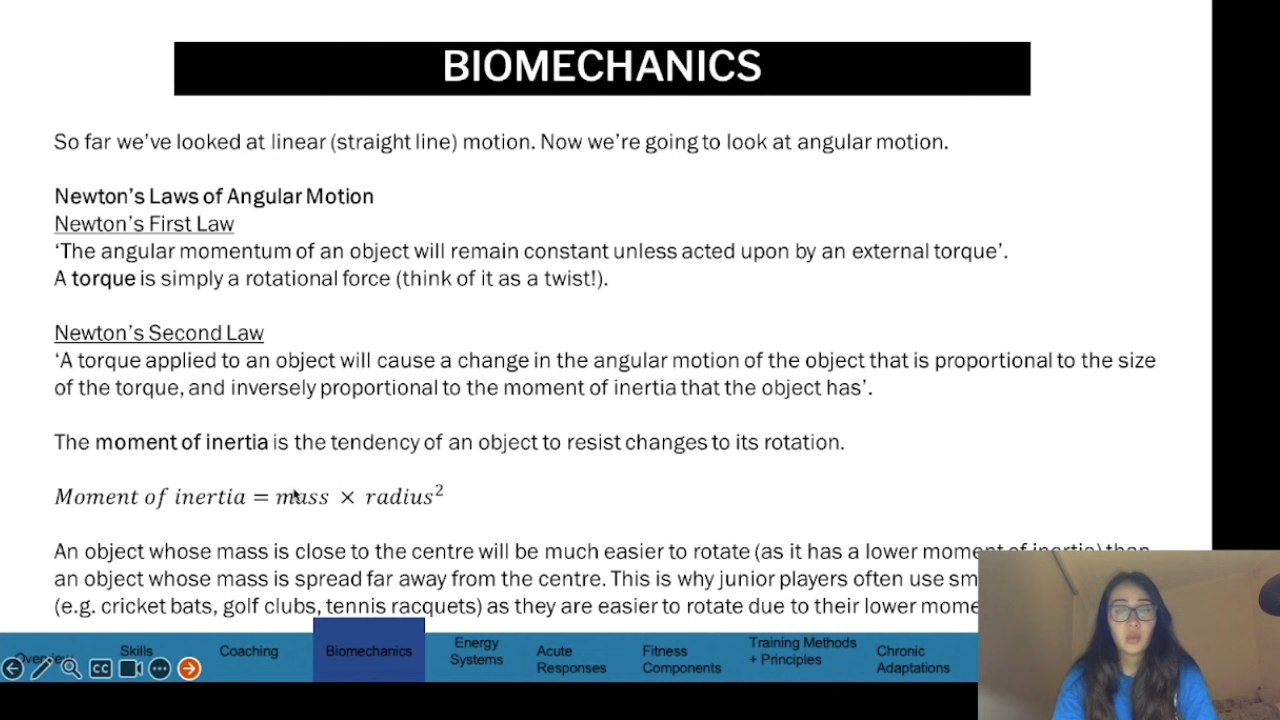 BIOMECHANICS
So far we've looked at linear (straight line) motion. Now we're going to look at angular motion.
Newton's Laws of Angular Motion
Newton's First Law
‘The angular momentum of an object will remain constant unless acted upon by an external torque’.
A torque is simply a rotational force (think of it as a twist!).
Newton's Second Law
‘A torque applied to an object will cause a change in the angular motion of the object that is proportional to the size
of the torque, and inversely proportional to the moment of inertia that the object has’.
The moment of inertia is the tendency of an object to resist changes to its rotation.
Moment of inertia = mass × radius²
An object whose mass is close to the centre will be much easier to rotate (as it has a lower moment of inertia) than
an object whose mass is spread far away from the centre. This is why junior players often use
(e.g. cricket bats, golf clubs, tennis racquets) as they are easier to rotate due to their lower
Skills
Coaching
Biomechanics
Energy
Systems
Acute
Responses
Fitness
Components
Training Methods
+ Principles
Chronic
Adaptations
CC